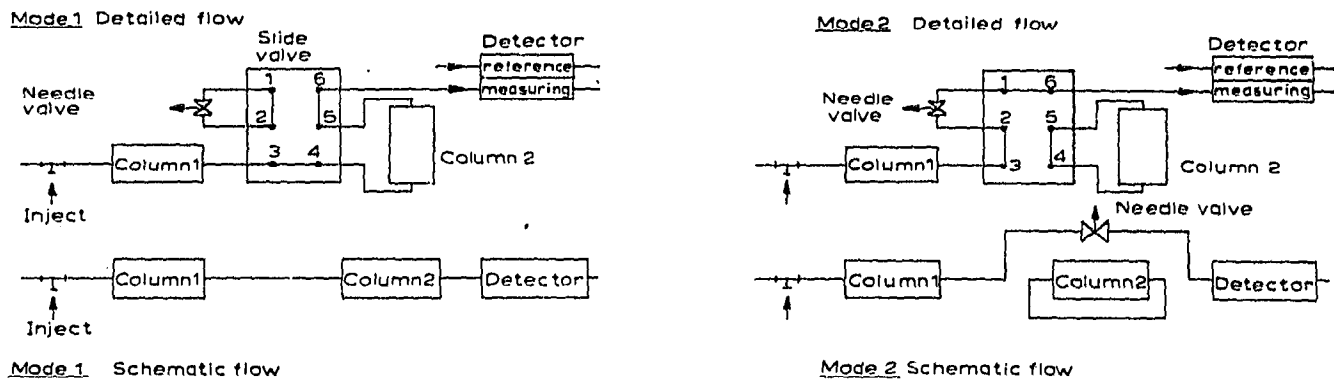 Mode 1 Detailed flow
Slide
valve
Detector
reference
measuring
1
6
Needle
valve
2
5
3
4
Column1
Column 2
Inject
Column1
Column2
Detector
Inject
Mode 1 Schematic flow
Mode 2 Detailed flow
Detector
reference
measuring
1
6
Needle
valve
2
5
3
4
Column1
Column 2
Needle valve
Column1
Column2
Detector
Mode 2 Schematic flow